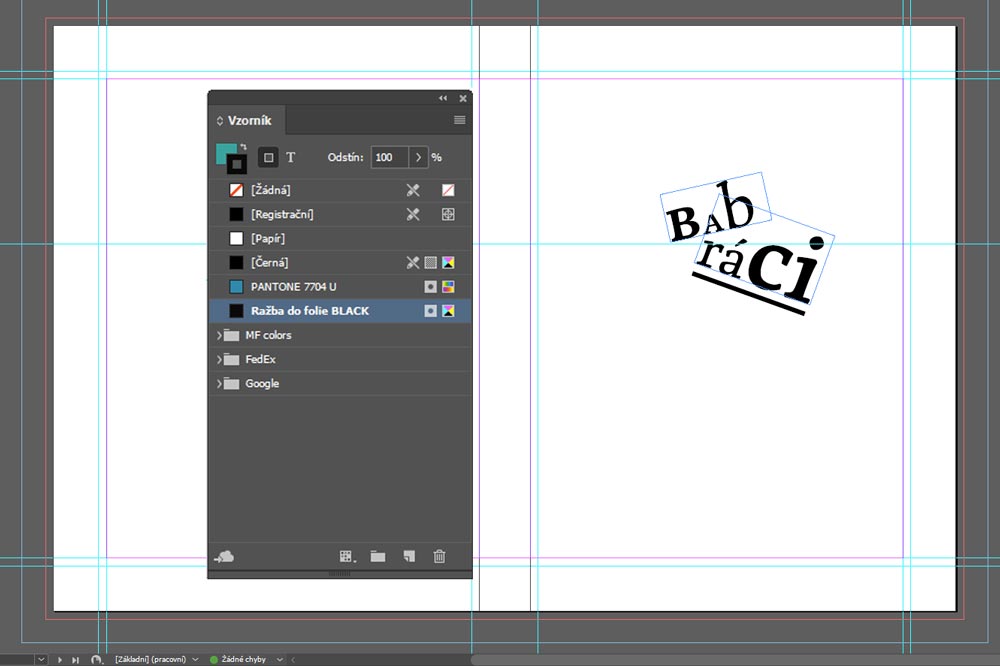 Vzorník
T Odstín: 100 %
[Žádná]
[Registrační]
[Papír]
[Černá]
PANTONE 7704 U
Ražba do folie BLACK
MF colors
FedEx
Google
BAb
ráci
[Základní] (pracovní) Žádné chyby